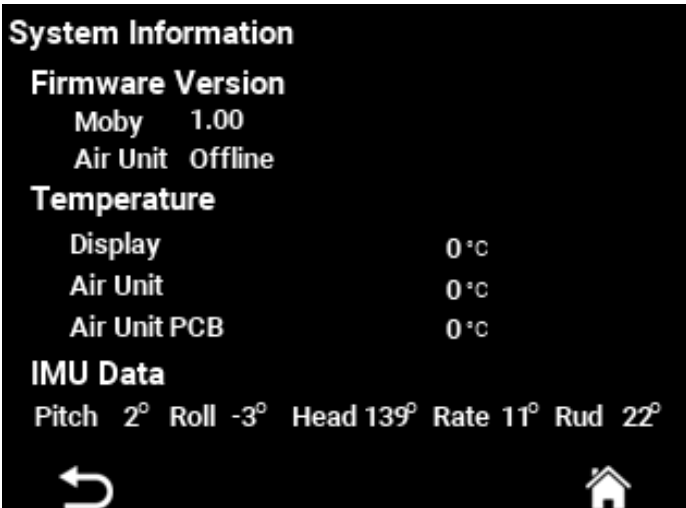 System Information
Firmware Version
Moby 1.00
Air Unit Offline
Temperature
Display 0 °C
Air Unit 0 °C
Air Unit PCB 0 °C
IMU Data
Pitch 2° Roll -3° Head 139° Rate 11° Rud 22°